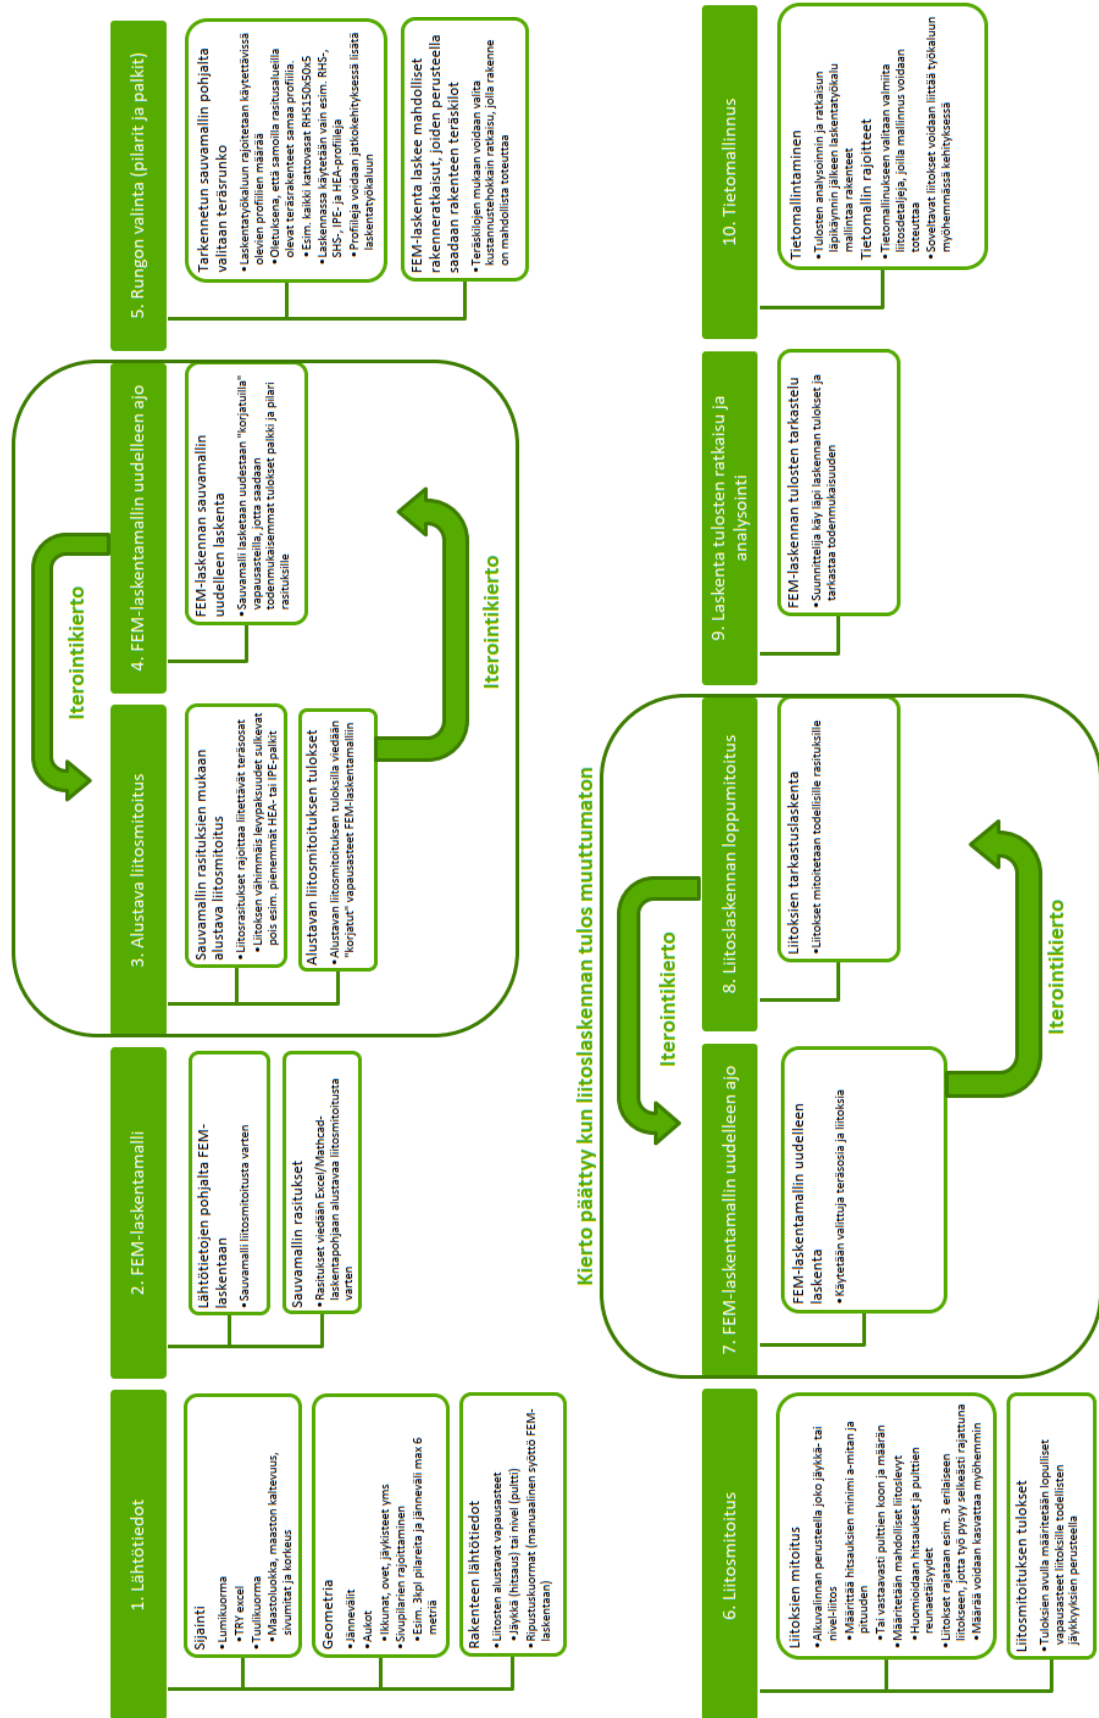 1. Lähtötiedot
Sijainti
•Lumikuorma
•TRY excel
•Tuulikuorma
•Maastoluokka, maaston kaltevuus,
sivumitat ja korkeus
Geometria
•Jännevälit
•Aukot
•Ikkunat, ovet, jäykisteet yms
•Sivupilarien rajoittaminen
•Esim. 3kpl pilareita ja jänneväli max 6
metriä
Rakenteen lähtötiedot
•Liitosten alustavat vapausasteet
•Jäykkä (hitsaus) tai nivel (pultti)
•Ripustuskuormat (manuaalinen syöttö FEM-
laskentaan)
2. FEM-laskentamalli
Lähtötietojen pohjalta FEM-
laskentaan
•Sauvamalli liitosmitoitusta varten
Sauvamallin rasitukset
•Rasitukset viedään Excel/Mathcad-
laskentapohjaan alustavaa liitosmitoitusta
varten
3. Alustava liitosmitoitus
Sauvamallin rasituksien mukaan
alustava liitosmitoitus
•Liitosrasitukset rajoittaa liitettävät teräsosat
•Liitoksen vähimmäis levypaksuudet sulkevat
pois esim. pienemmät HEA- tai IPE-palkit
Alustavan liitosmitoituksen tulokset
•Alustavan liitosmitoituksen tuloksilla viedään
"korjatut" vapausasteet FEM-laskentamalliin
4. FEM-laskentamallin uudelleen ajo
FEM-laskennan sauvamallin
uudelleen laskenta
•Sauvamalli lasketaan uudestaan "korjatuilla"
vapausasteilla, jotta saadaan
todenmukaisemmat tulokset palkki ja pilari
rasituksille
Iterointikierto
Iterointikierto
5. Rungon valinta (pilarit ja palkit)
Tarkennetun sauvamallin pohjalta
valitaan teräsrunko
•Laskentatyökaluun rajoitetaan käytettävissä
olevien profiilien määrää
•Oletuksena, että samoilla rasitusalueilla
olevat teräsrakenteet samaa profiilia.
•Esim. kaikki kattovasat RHS150x50x5
•Laskennassa käytetään vain esim. RHS-,
SHS-, IPE- ja HEA-profiileja
•Profiileja voidaan jatkokehityksessä lisätä
laskentatyökaluun
FEM-laskenta laskee mahdolliset
rakenneratkaisut, joiden perusteella
saadaan rakenteen teräskilot
•Teräskilojen mukaan voidaan valita
kustannustehokkain ratkaisu, jolla rakenne
on mahdollista toteuttaa
6. Liitosmitoitus
Liitoksien mitoitus
•Alkuvalinnan perusteella joko jäykkä- tai
nivel-liitos
•Määrittää hitsauksien minimi a-mitan ja
pituuden
•Tai vastaavasti pulttien koon ja määrän
•Määritetään mahdolliset liitoslevyt
•Huomioidaan hitsaukset ja pulttien
reunaetäisyydet
•Liitokset rajataan esim. 3 erilaiseen
liitokseen, jotta työ pysyy selkeästi rajattuna
•Määrää voidaan kasvattaa myöhemmin
Liitosmitoituksen tulokset
•Tuloksien avulla määritetään lopulliset
vapausasteet liitoksille todellisten
jäykkyyksien perusteella
Kierto päättyy kun liitoslaskennan tulos muuttumaton
7. FEM-laskentamallin uudelleen ajo
FEM-laskentamallin uudelleen
laskenta
•Käytetään valittuja teräsosia ja liitoksia
8. Liitoslaskennan loppumitoitus
Liitoksien tarkastuslaskenta
•Liitokset mitoitetaan todellisille rasituksille
Iterointikierto
Iterointikierto
9. Laskenta tulosten ratkaisu ja
analysointi
FEM-laskennan tulosten tarkastelu
•Suunnittelija käy läpi laskennan tulokset ja
tarkastaa todenmukaisuuden
10. Tietomallinnus
Tietomallintaminen
•Tulosten analysoinnin ja ratkaisun
läpikäynnin jälkeen laskentatyökalu
mallintaa rakenteet
Tietomallin rajoitteet
•Tietomallinukseen valitaan valmiita
liitosdetaljeja, joilla mallinnus voidaan
toteuttaa
•Soveltavat liitokset voidaan liittää työkaluun
myöhemmässä kehityksessä